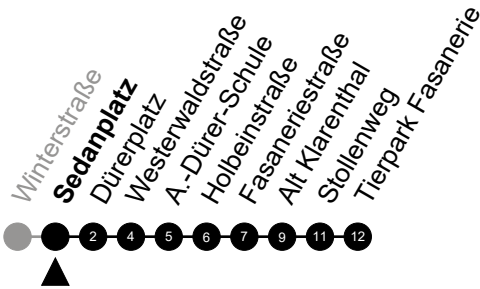 Winterstraße
Sedanplatz
Dürerplatz
Westerwaldstraße
A.-Dürer-Schule
Holbeinstraße
Fasaneriestraße
Alt Klarenthal
Stollenweg
Tierpark Fasanerie
2 4 5 6 7 9 11 12